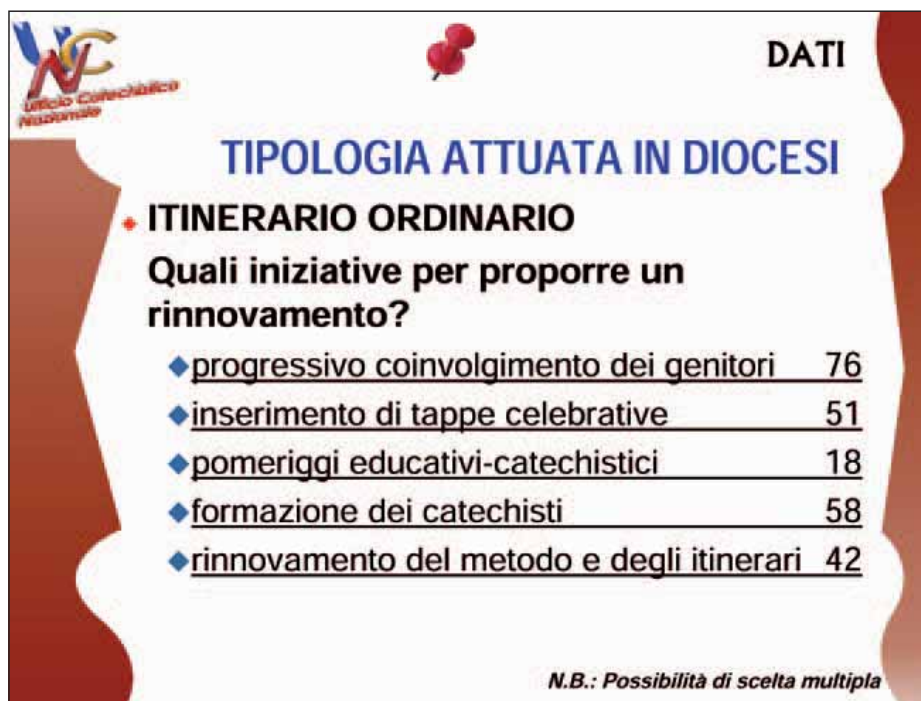 UNC
Ufficio Catechistico
Nazionale
DATI
TIPOLOGIA ATTUATA IN DIOCESI
ITINERARIO ORDINARIO
Quali iniziative per proporre un
rinnovamento?
progressivo coinvolgimento dei genitori 76
inserimento di tappe celebrative 51
pomeriggi educativi-catechistici 18
formazione dei catechisti 58
rinnovamento del metodo e degli itinerari 42
N.B.: Possibilità di scelta multipla